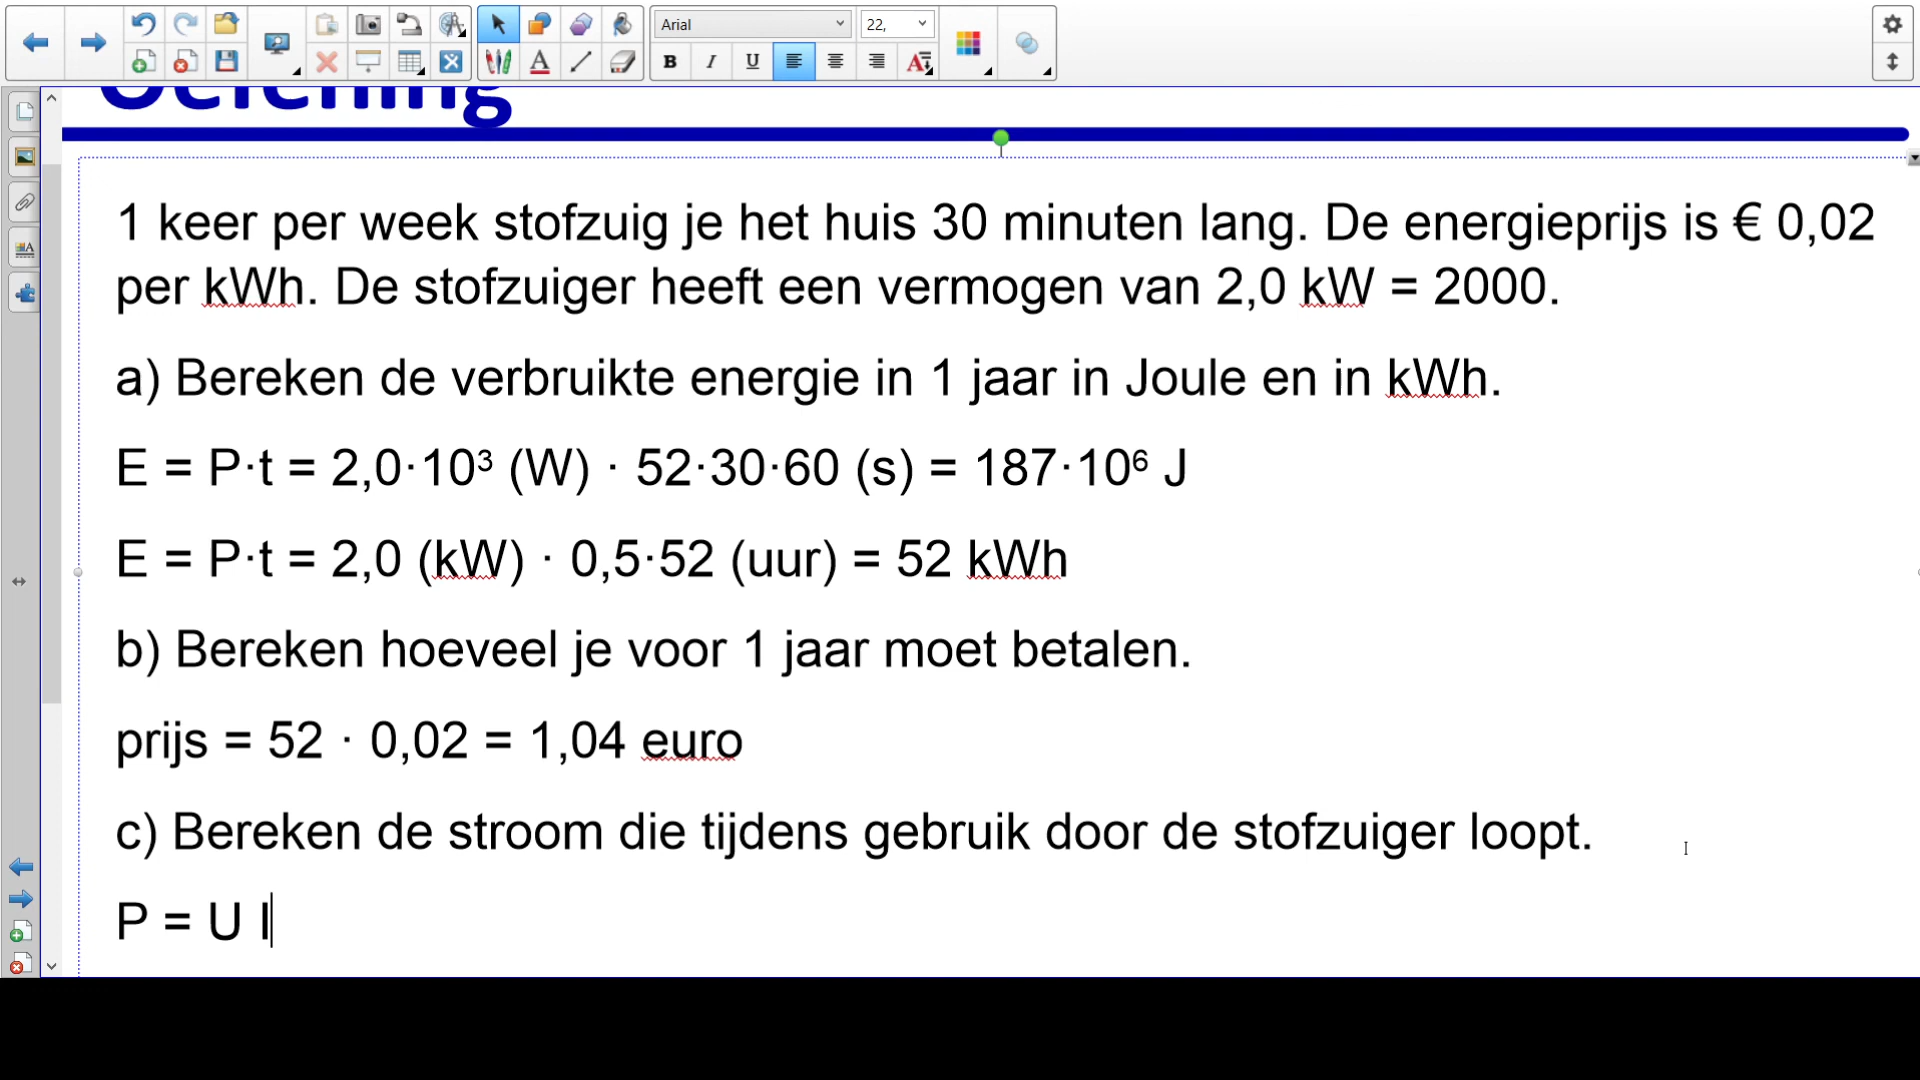 Arial
22,
B I U
Oefening
1 keer per week stofzuig je het huis 30 minuten lang. De energieprijs is € 0,02
per kWh. De stofzuiger heeft een vermogen van 2,0 kW = 2000.
a) Bereken de verbruikte energie in 1 jaar in Joule en in kWh.
E = P·t = 2,0·10³ (W) · 52·30·60 (s) = 187·10⁶ J
E = P·t = 2,0 (kW) · 0,5·52 (uur) = 52 kWh
b) Bereken hoeveel je voor 1 jaar moet betalen.
prijs = 52 · 0,02 = 1,04 euro
c) Bereken de stroom die tijdens gebruik door de stofzuiger loopt.
P = U I